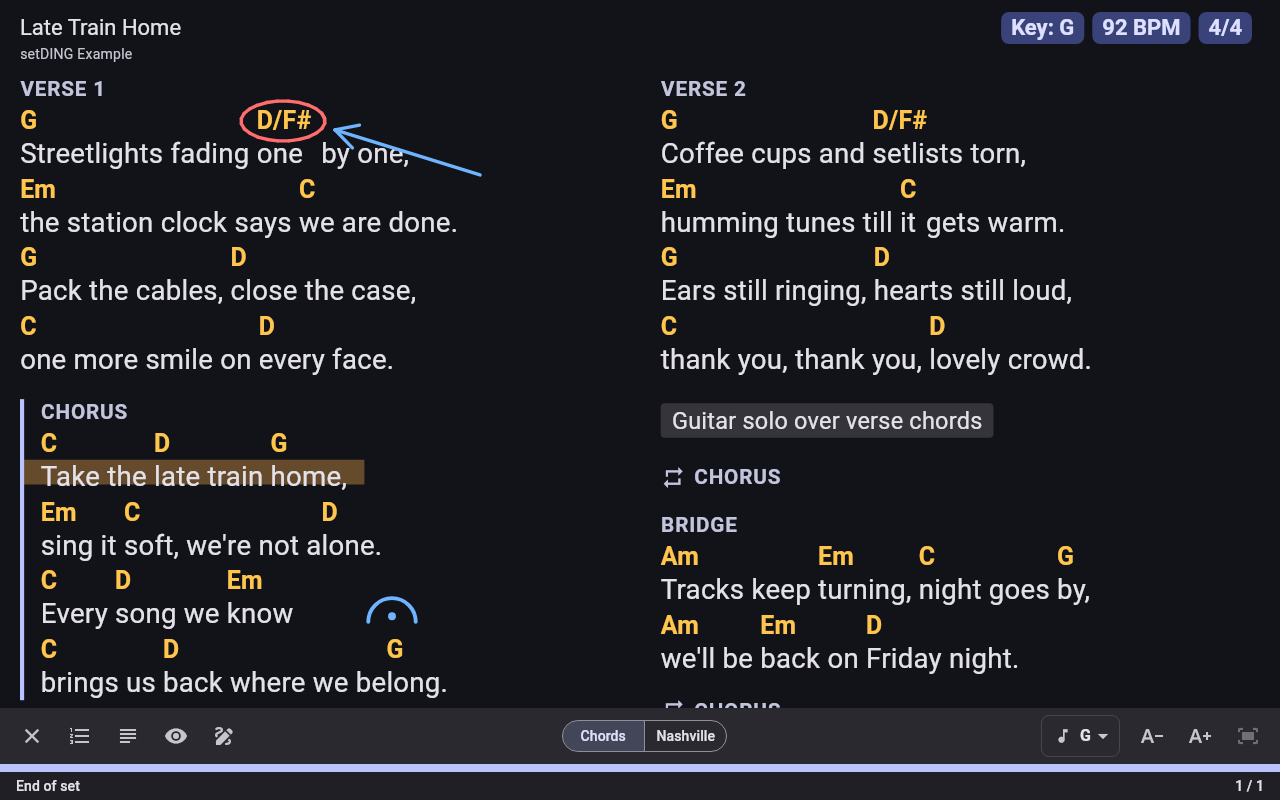 Late Train Home
setDING Example
Key: G 92 BPM 4/4
VERSE 1
G D/F#
Streetlights fading one by one,
Em C
the station clock says we are done.
G D
Pack the cables, close the case,
C D
one more smile on every face.
CHORUS
C D G
Take the late train home,
Em C D
sing it soft, we're not alone.
C D Em
Every song we know
C D G
brings us back where we belong.
VERSE 2
G D/F#
Coffee cups and setlists torn,
Em C
humming tunes till it gets warm.
G D
Ears still ringing, hearts still loud,
C D
thank you, thank you, lovely crowd.
Guitar solo over verse chords
CHORUS
BRIDGE
Am Em C G
Tracks keep turning, night goes by,
Am Em D
we'll be back on Friday night.
CHORUS
Chords Nashville
G A− A+
End of set 1 / 1